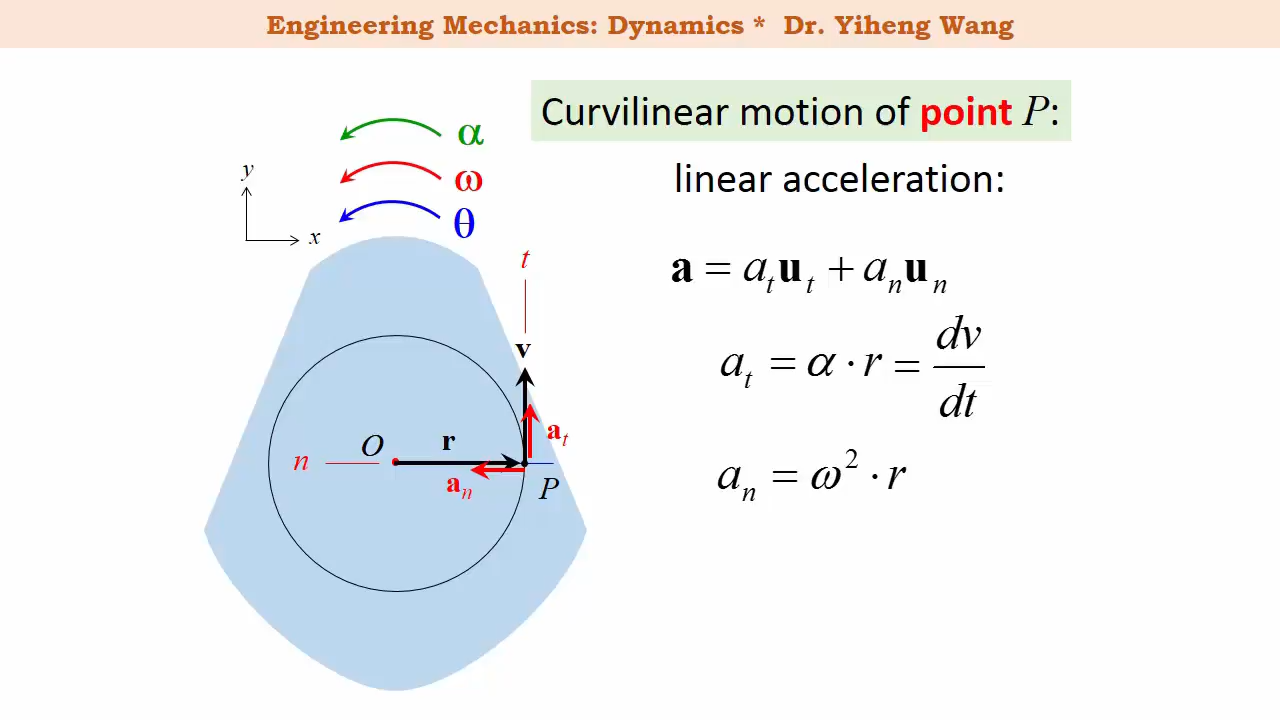 Engineering Mechanics: Dynamics * Dr. Yiheng Wang
Curvilinear motion of point P:
linear acceleration:
a = a_t u_t + a_n u_n
a_t = α · r = dv/dt
a_n = ω² · r
α
ω
θ
y
x
t
v
a_t
O
r
n
a_n
P